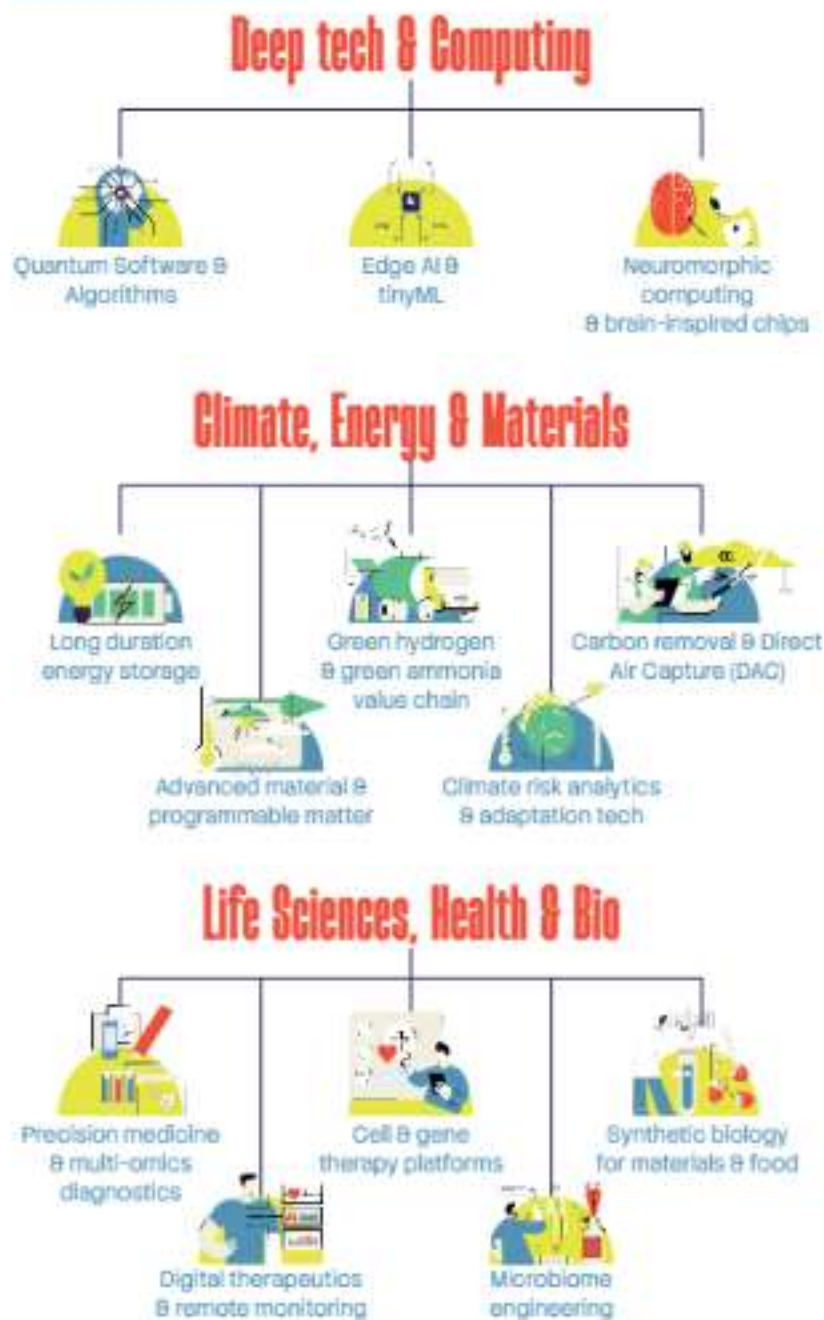 Deep tech & Computing
Quantum Software &
Algorithms
Edge AI &
tinyML
Neuromorphic
computing
& brain-inspired chips
Climate, Energy & Materials
Long duration
energy storage
Green hydrogen
& green ammonia
value chain
Carbon removal & Direct
Air Capture (DAC)
Advanced material &
programmable matter
Climate risk analytics
& adaptation tech
Life Sciences, Health & Bio
Precision medicine
& multi-omics
diagnostics
Cell & gene
therapy platforms
Synthetic biology
for materials & food
Digital therapeutics
& remote monitoring
Microbiome
engineering